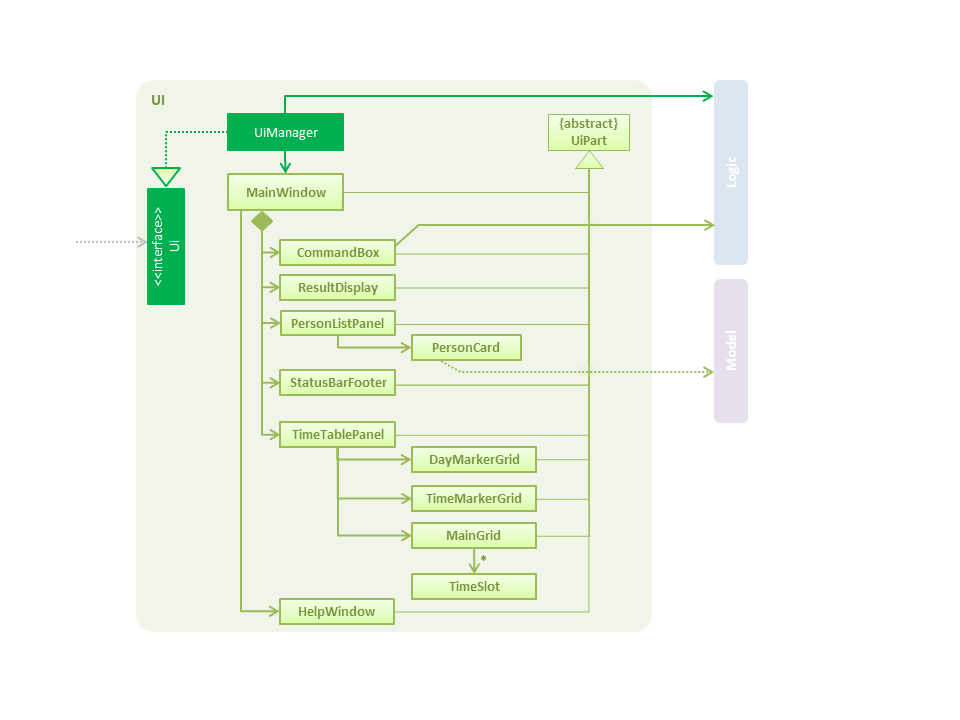 UI
UiManager
{abstract}
UiPart
Logic
MainWindow
<<interface>>
Ui
CommandBox
ResultDisplay
PersonListPanel
PersonCard
Model
StatusBarFooter
TimeTablePanel
DayMarkerGrid
TimeMarkerGrid
MainGrid
*
TimeSlot
HelpWindow